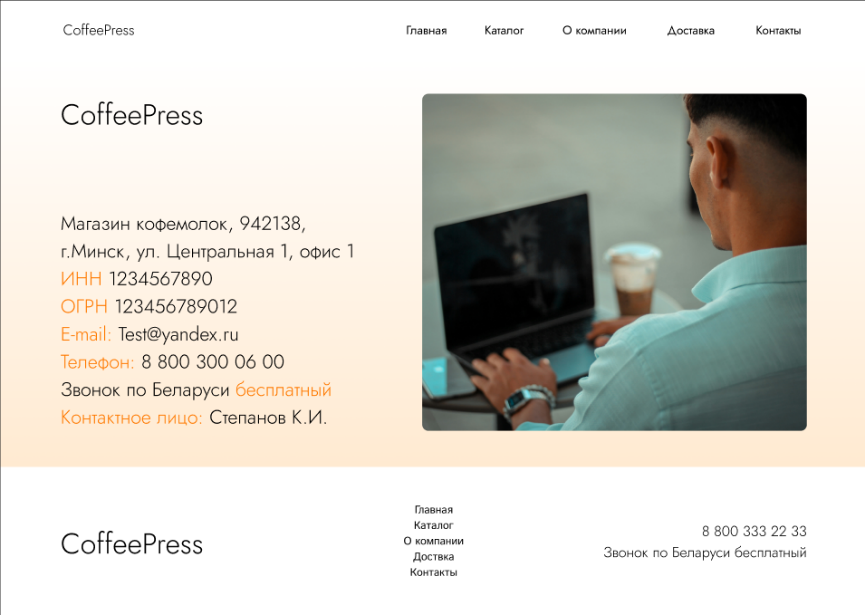 CoffeePress
Главная Каталог О компании Доставка Контакты
CoffeePress
Магазин кофемолок, 942138,
г.Минск, ул. Центральная 1, офис 1
ИНН 1234567890
ОГРН 123456789012
E-mail: Test@yandex.ru
Телефон: 8 800 300 06 00
Звонок по Беларуси бесплатный
Контактное лицо: Степанов К.И.
CoffeePress
Главная
Каталог
О компании
Доствка
Контакты
8 800 333 22 33
Звонок по Беларуси бесплатный